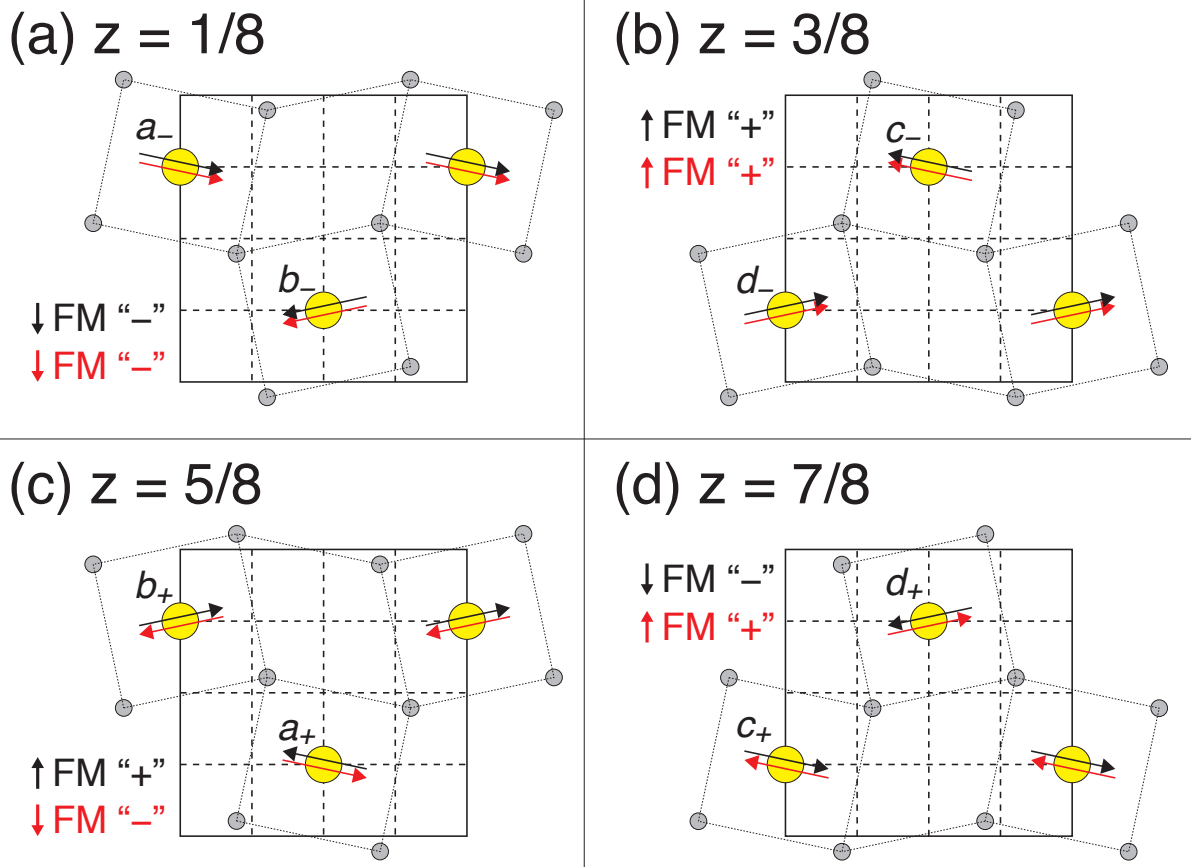 (a) z = 1/8
a–
b–
↓ FM “–”
↓ FM “–”
(b) z = 3/8
↑ FM “+”
↑ FM “+”
c–
d–
(c) z = 5/8
b+
a+
↑ FM “+”
↓ FM “–”
(d) z = 7/8
↓ FM “–”
↑ FM “+”
d+
c+